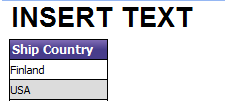 INSERT TEXT
Ship Country
Finland
USA